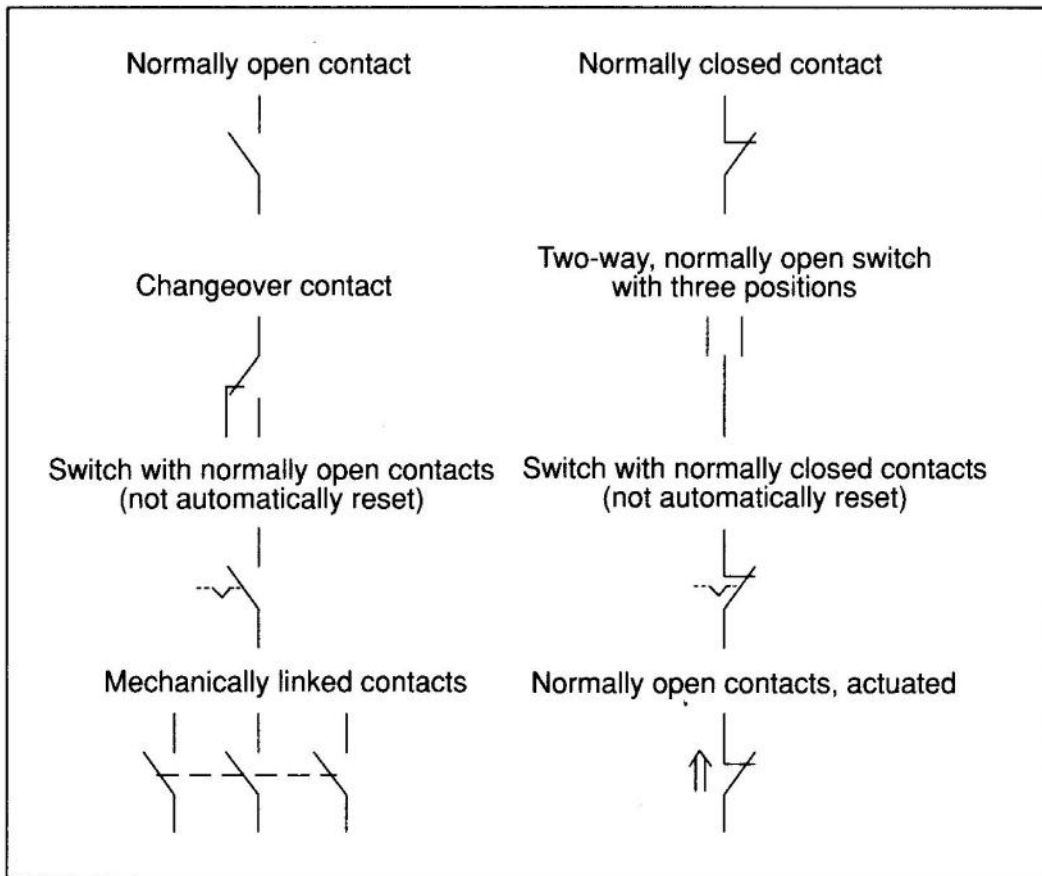 Normally open contact
Normally closed contact
Changeover contact
Two-way, normally open switch
with three positions
Switch with normally open contacts
(not automatically reset)
Switch with normally closed contacts
(not automatically reset)
Mechanically linked contacts
Normally open contacts, actuated